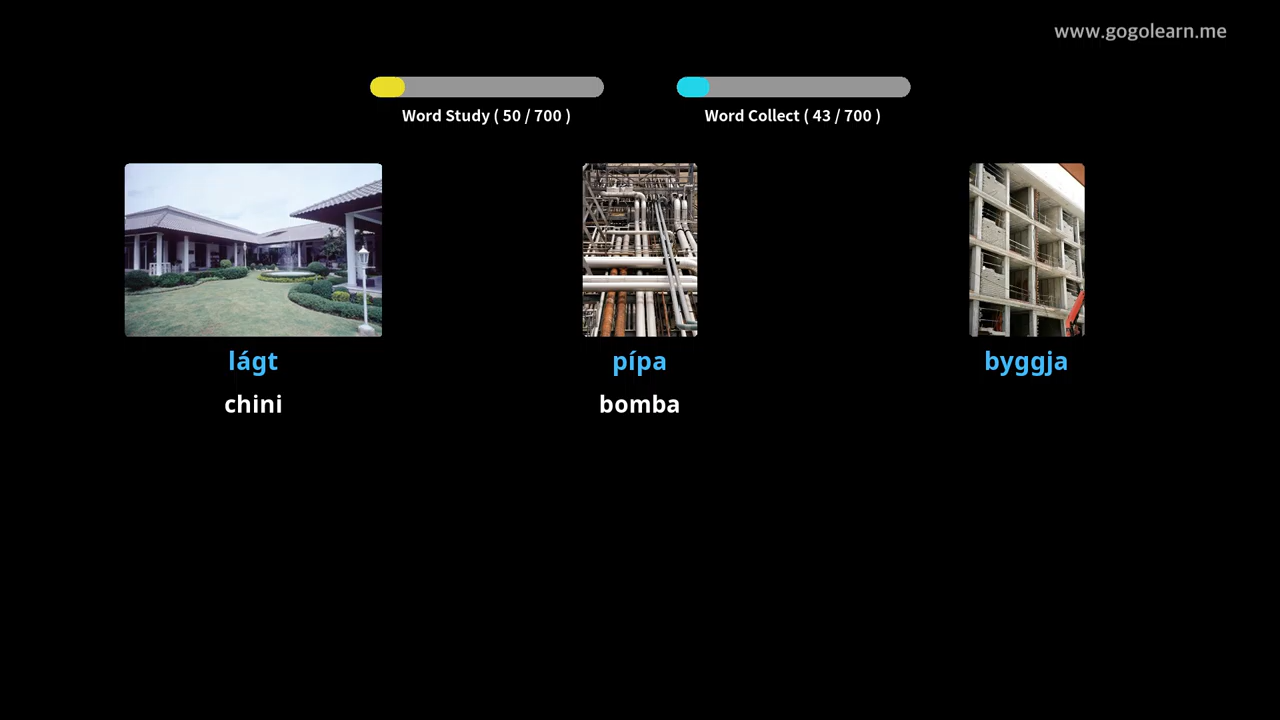 www.gogolearn.me
Word Study ( 50 / 700 )
Word Collect ( 43 / 700 )
lágt
pípa
byggja
chini
bomba